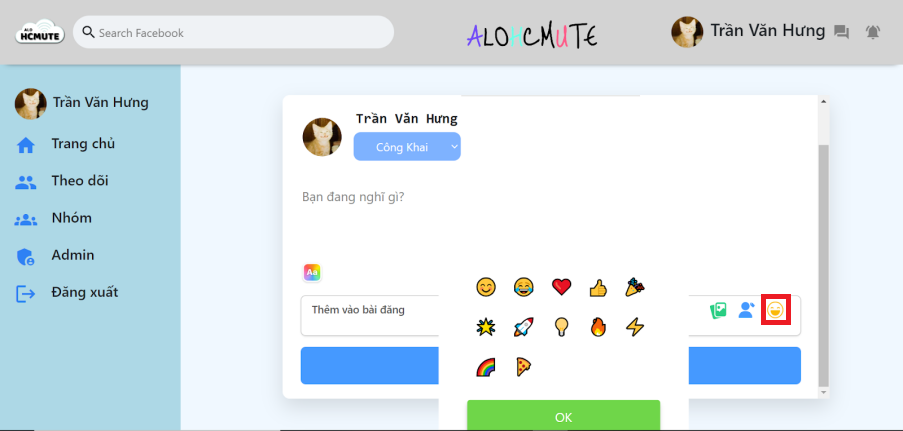 ALO
HCMUTE
Search Facebook
ALOHCMUTE
Trần Văn Hưng
Trần Văn Hưng
Trang chủ
Theo dõi
Nhóm
Admin
Đăng xuất
Trần Văn Hưng
Công Khai
Bạn đang nghĩ gì?
Aa
Thêm vào bài đăng
OK